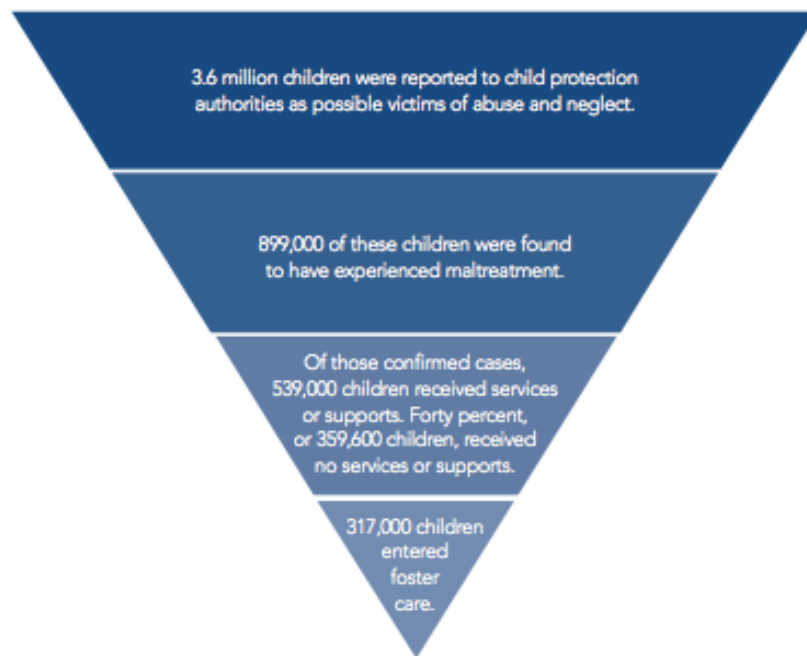 3.6 million children were reported to child protection
authorities as possible victims of abuse and neglect.
899,000 of these children were found
to have experienced maltreatment.
Of those confirmed cases,
539,000 children received services
or supports. Forty percent,
or 359,600 children, received
no services or supports.
317,000 children
entered
foster
care.